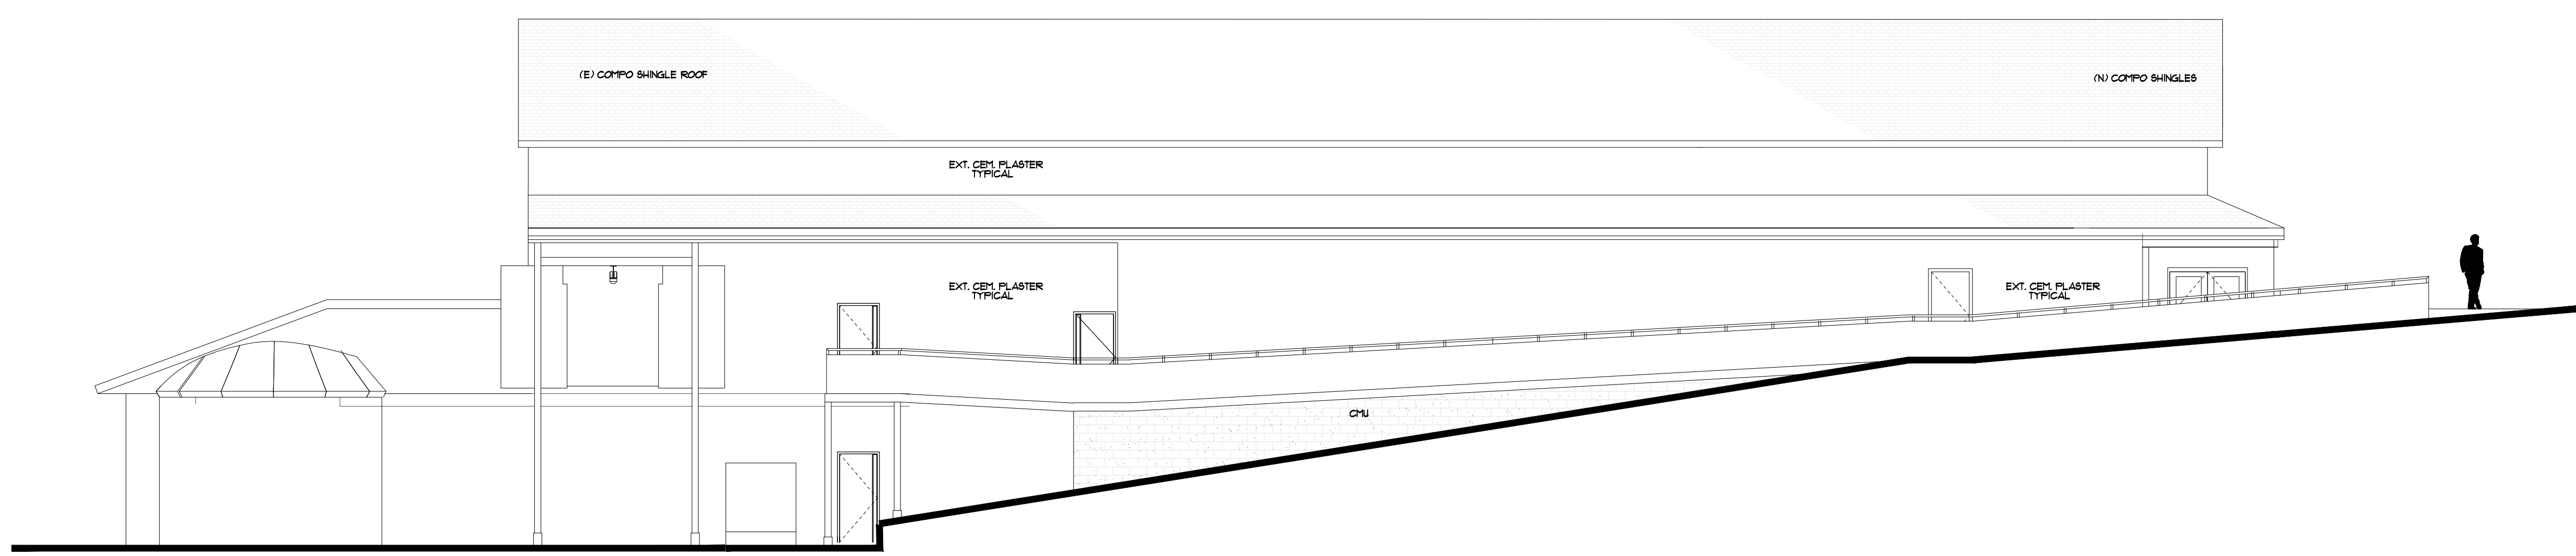 (E) COMPO SHINGLE ROOF
(N) COMPO SHINGLES
EXT. CEM. PLASTER
TYPICAL
EXT. CEM. PLASTER
TYPICAL
EXT. CEM. PLASTER
TYPICAL
CMU